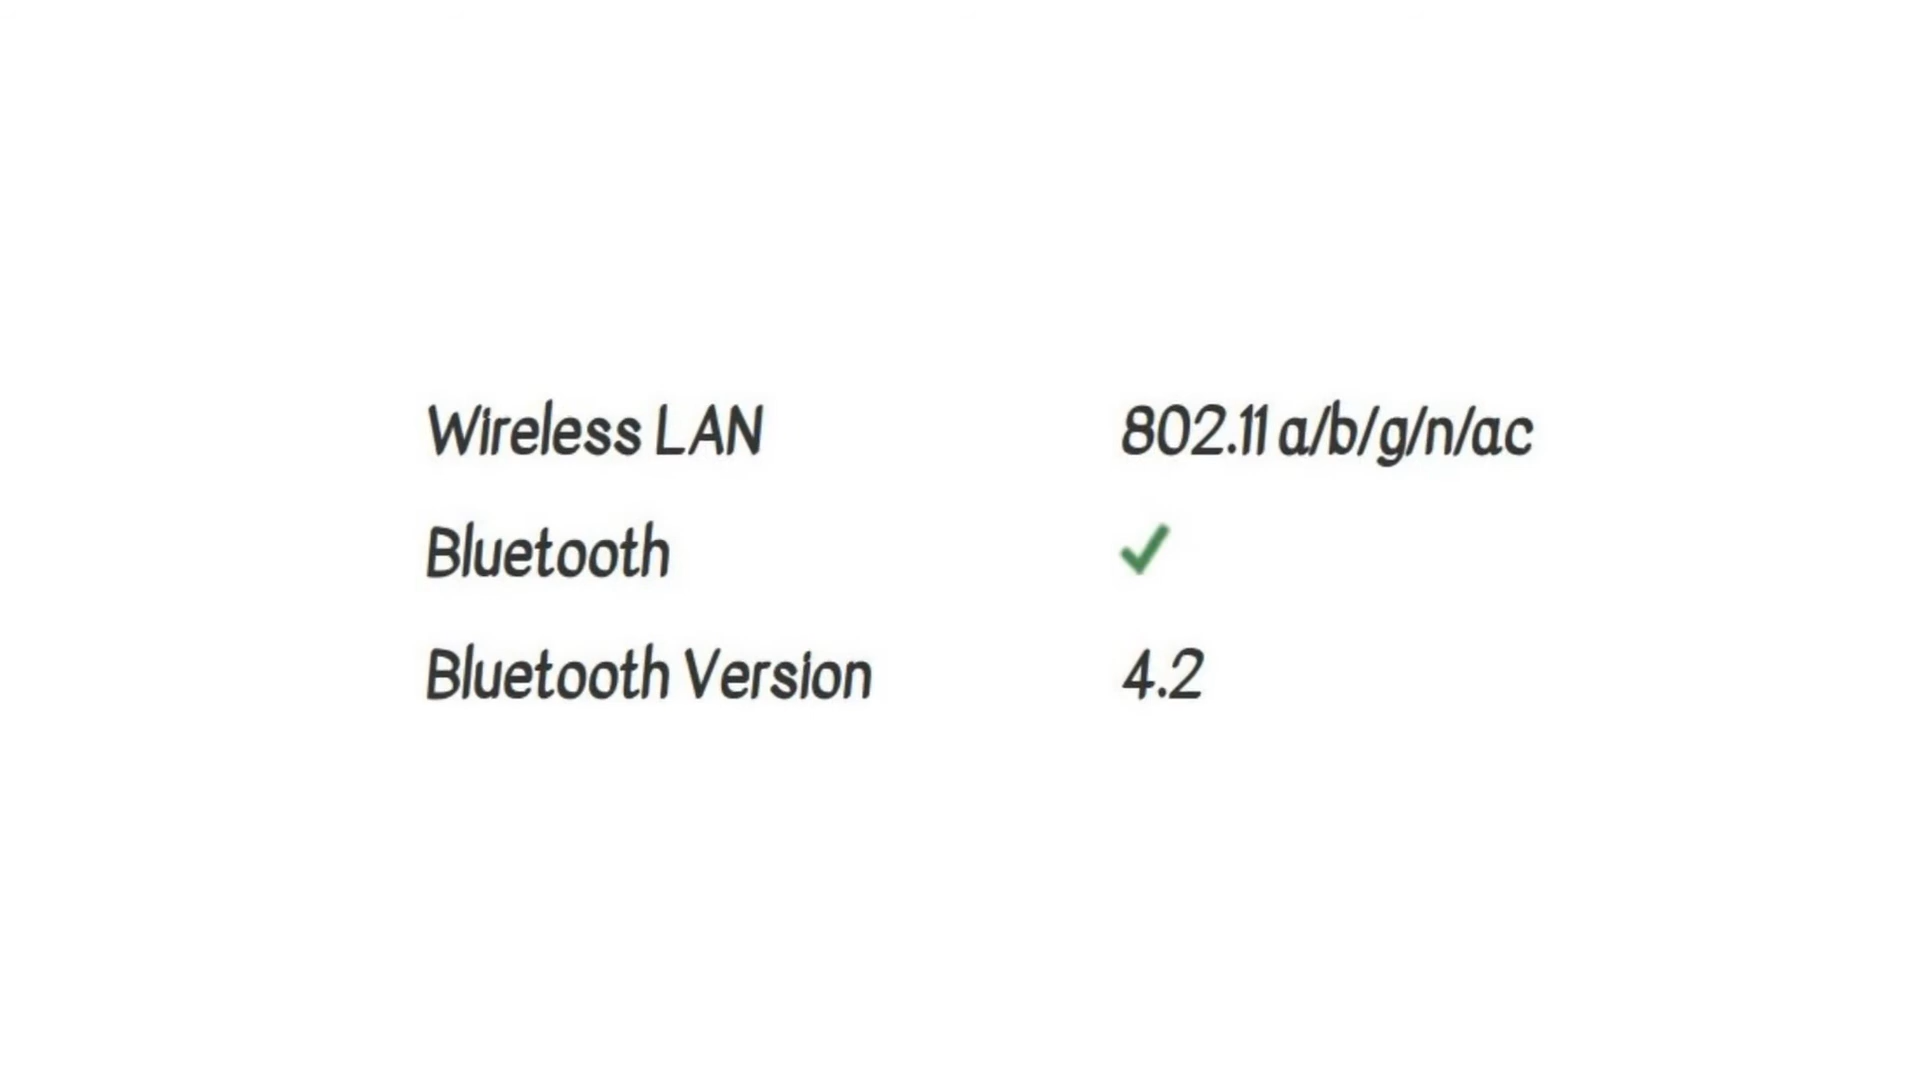 Wireless LAN 802.11 a/b/g/n/ac
Bluetooth ✓
Bluetooth Version 4.2